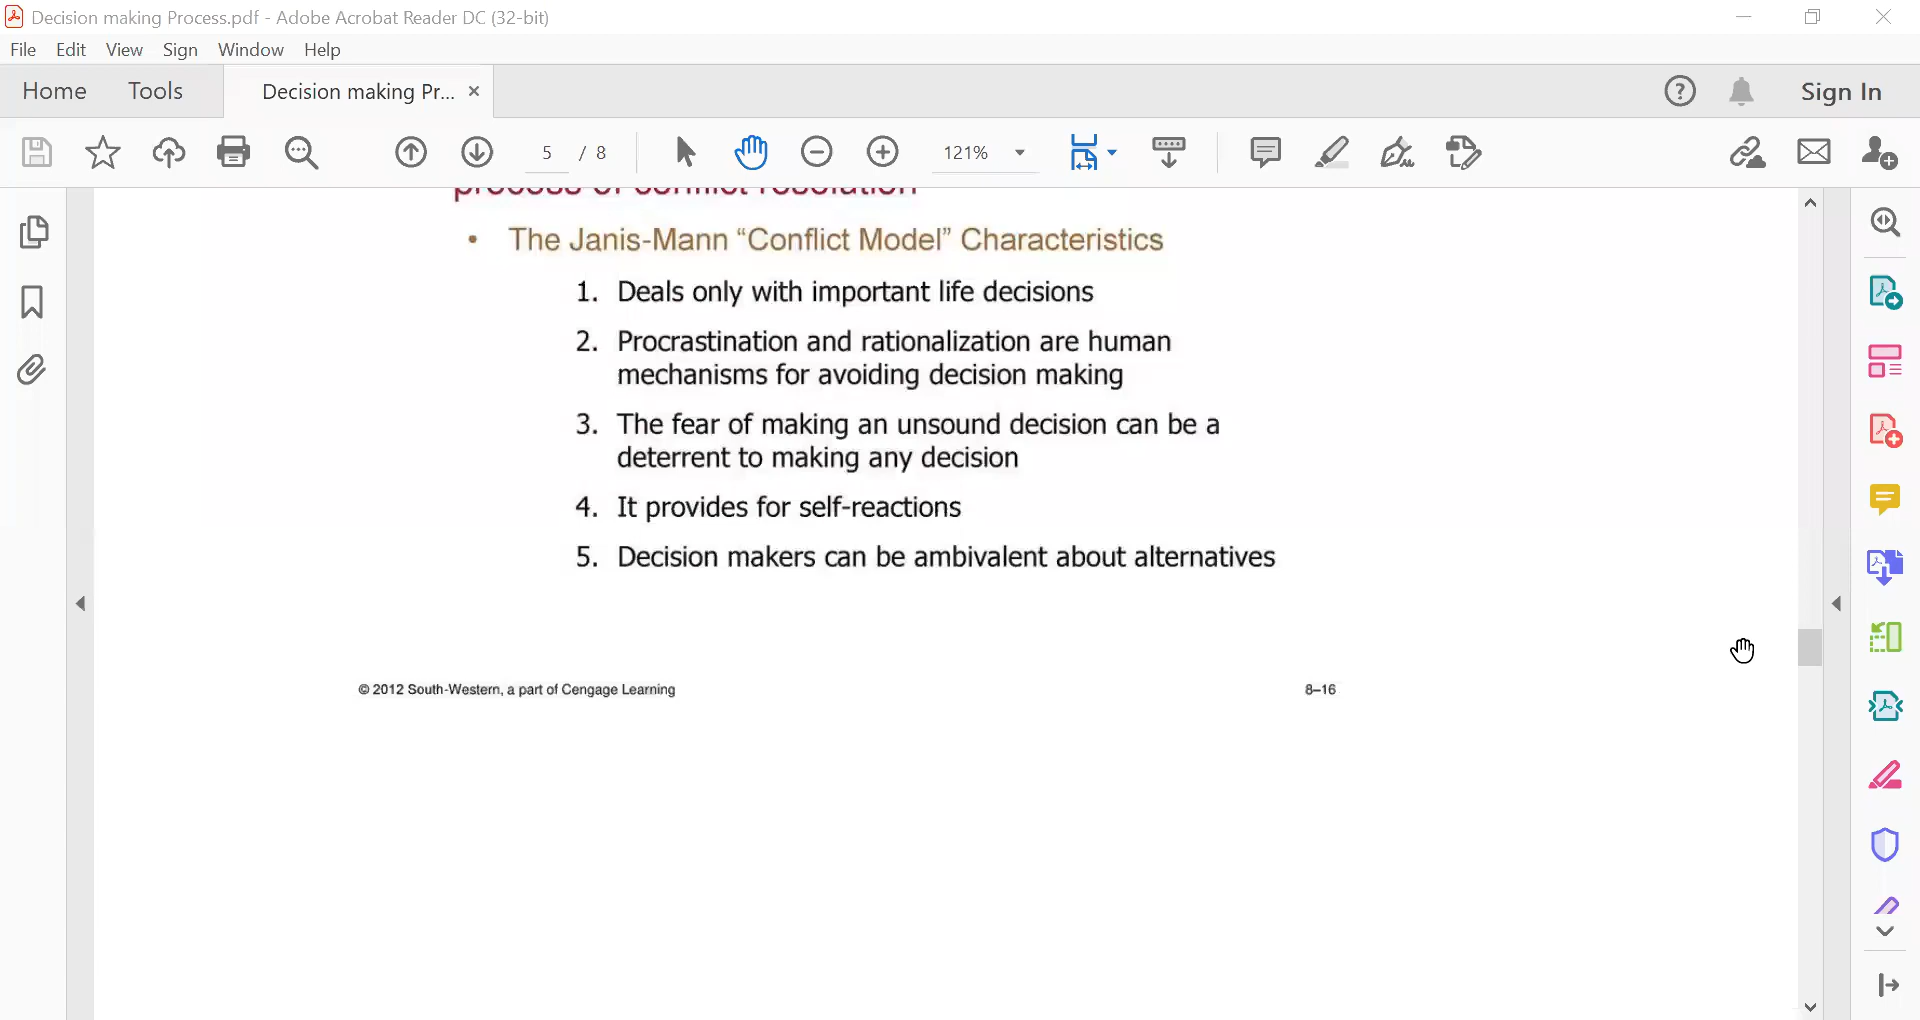 Decision making Process.pdf - Adobe Acrobat Reader DC (32-bit)
File Edit View Sign Window Help
Home Tools Decision making Pr... × Sign In
5 / 8 121%
process of conflict resolution
• The Janis-Mann “Conflict Model” Characteristics
1. Deals only with important life decisions
2. Procrastination and rationalization are human
mechanisms for avoiding decision making
3. The fear of making an unsound decision can be a
deterrent to making any decision
4. It provides for self-reactions
5. Decision makers can be ambivalent about alternatives
© 2012 South-Western, a part of Cengage Learning 8–16